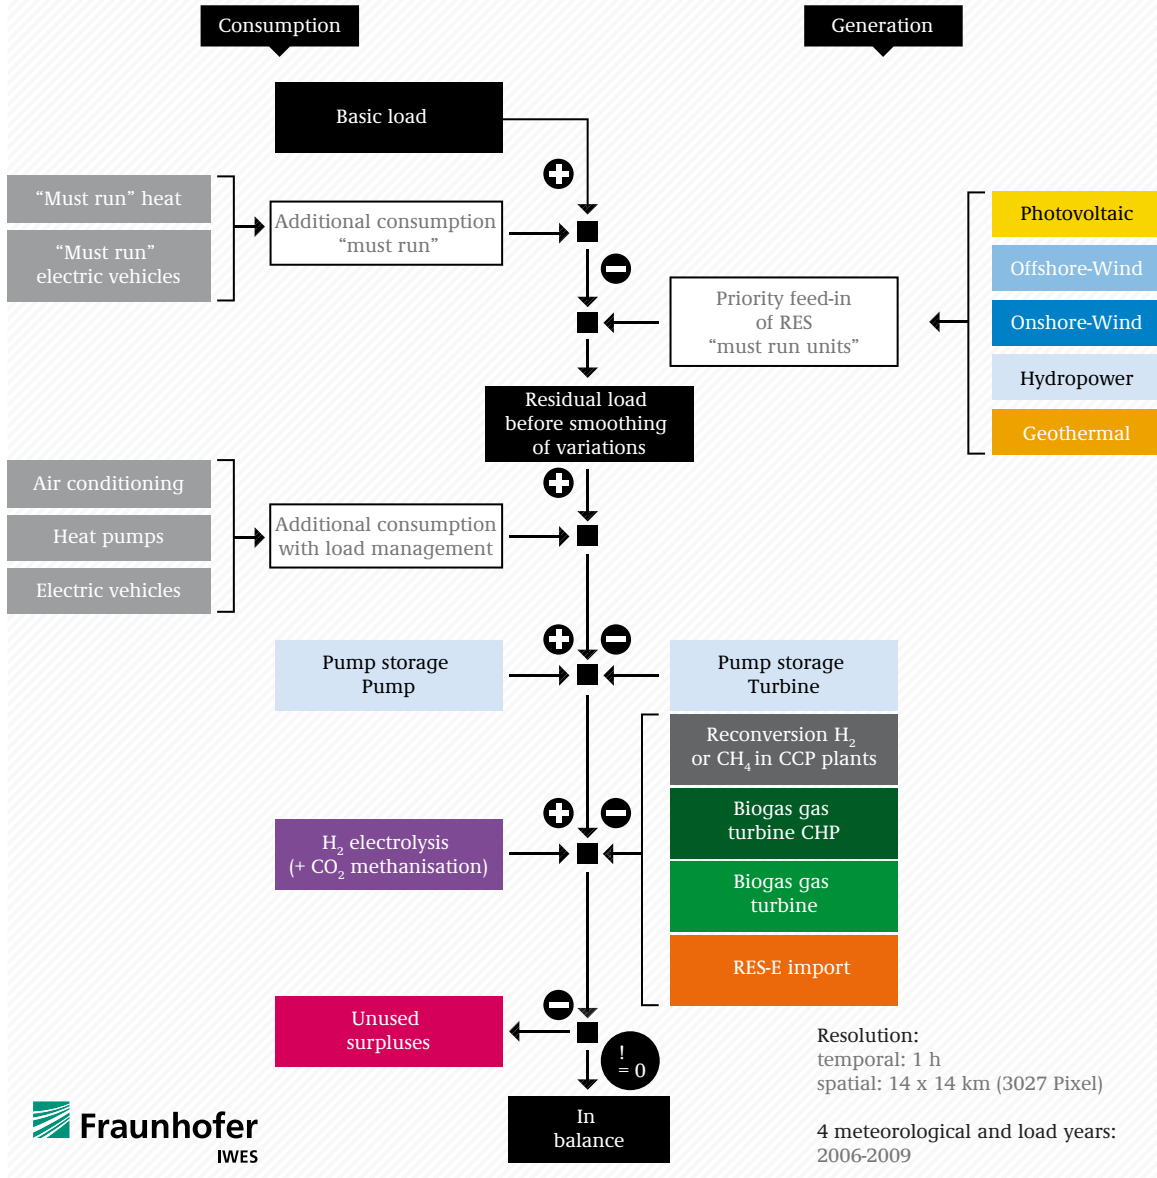 Consumption
Generation
Basic load
“Must run” heat
“Must run”
electric vehicles
Additional consumption
“must run”
Photovoltaic
Offshore-Wind
Onshore-Wind
Hydropower
Geothermal
Priority feed-in
of RES
“must run units”
Residual load
before smoothing
of variations
Air conditioning
Heat pumps
Electric vehicles
Additional consumption
with load management
Pump storage
Pump
Pump storage
Turbine
Reconversion H₂
or CH₄ in CCP plants
Biogas gas
turbine CHP
H₂ electrolysis
(+ CO₂ methanisation)
Biogas gas
turbine
RES-E import
Unused
surpluses
!
= 0
In
balance
Resolution:
temporal: 1 h
spatial: 14 x 14 km (3027 Pixel)
4 meteorological and load years:
2006-2009
Fraunhofer
IWES